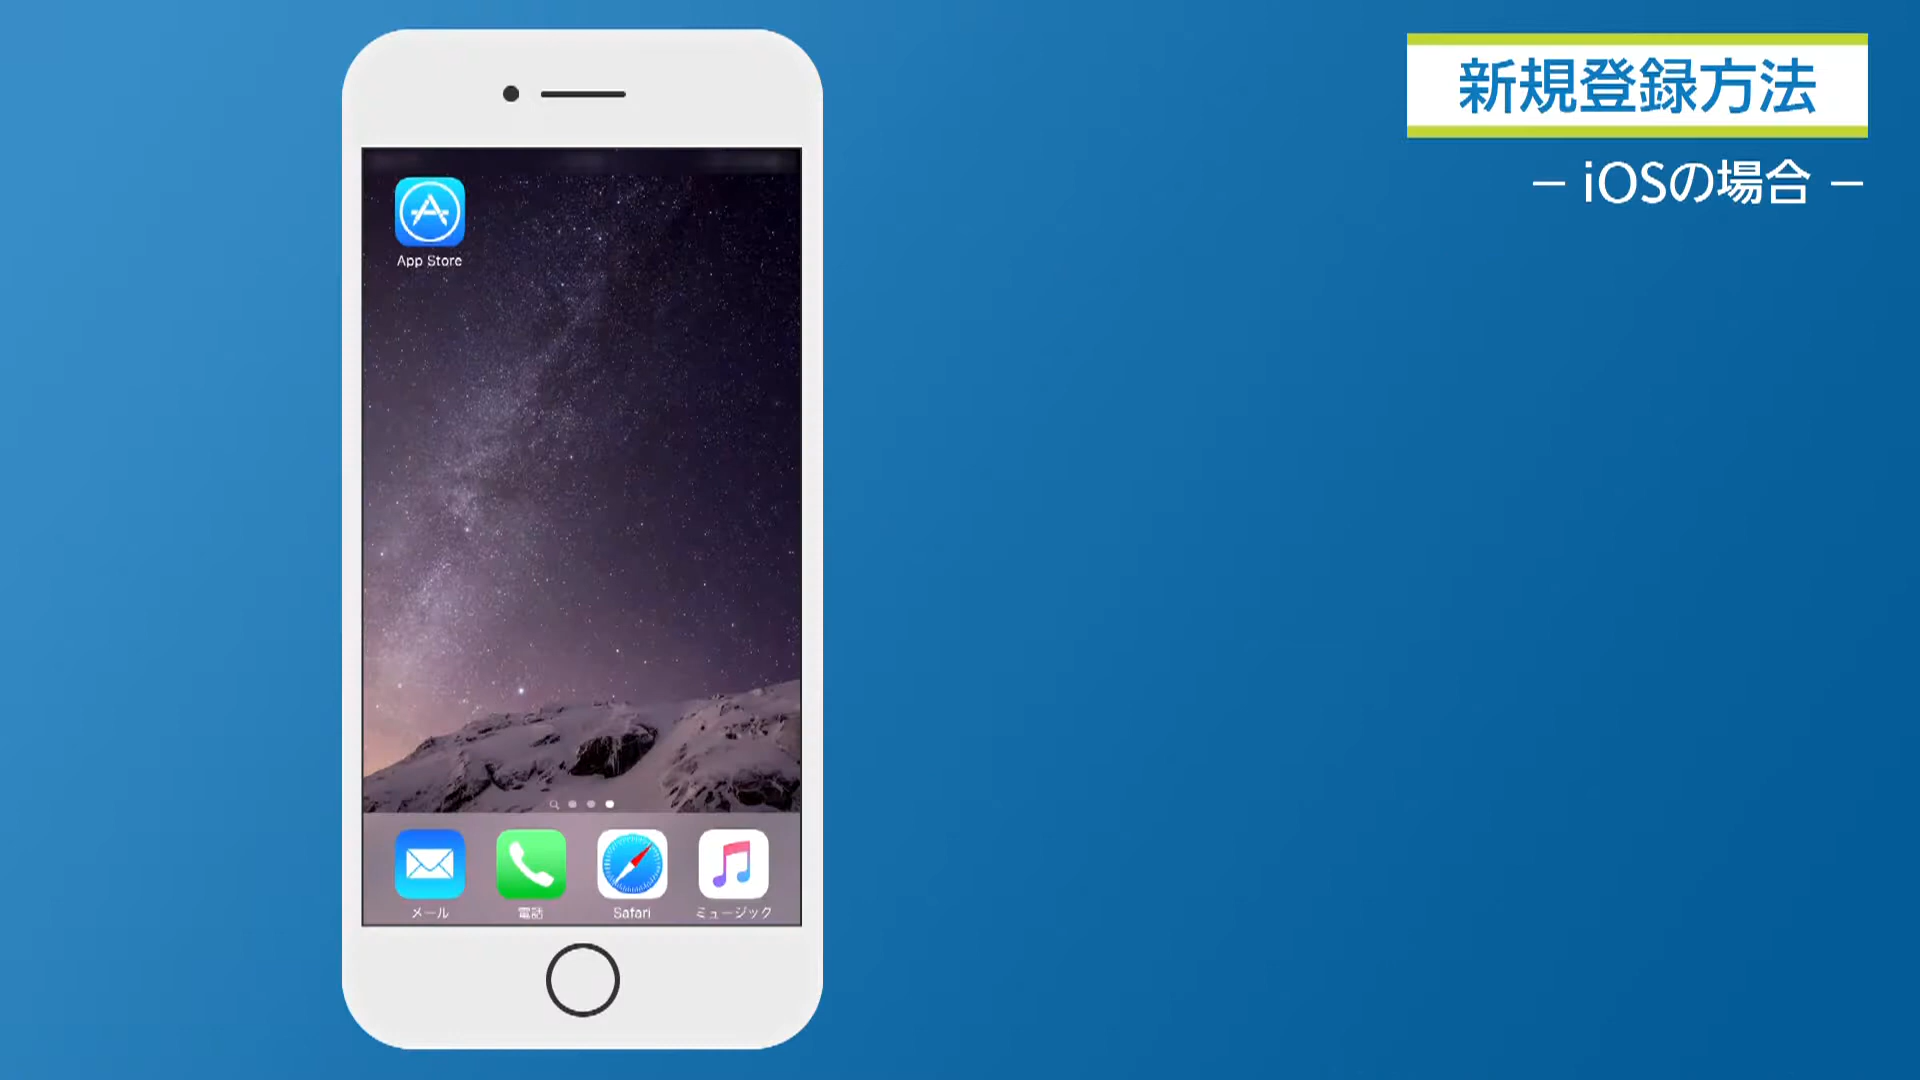 新規登録方法
– iOSの場合 –
App Store
メール
電話
Safari
ミュージック